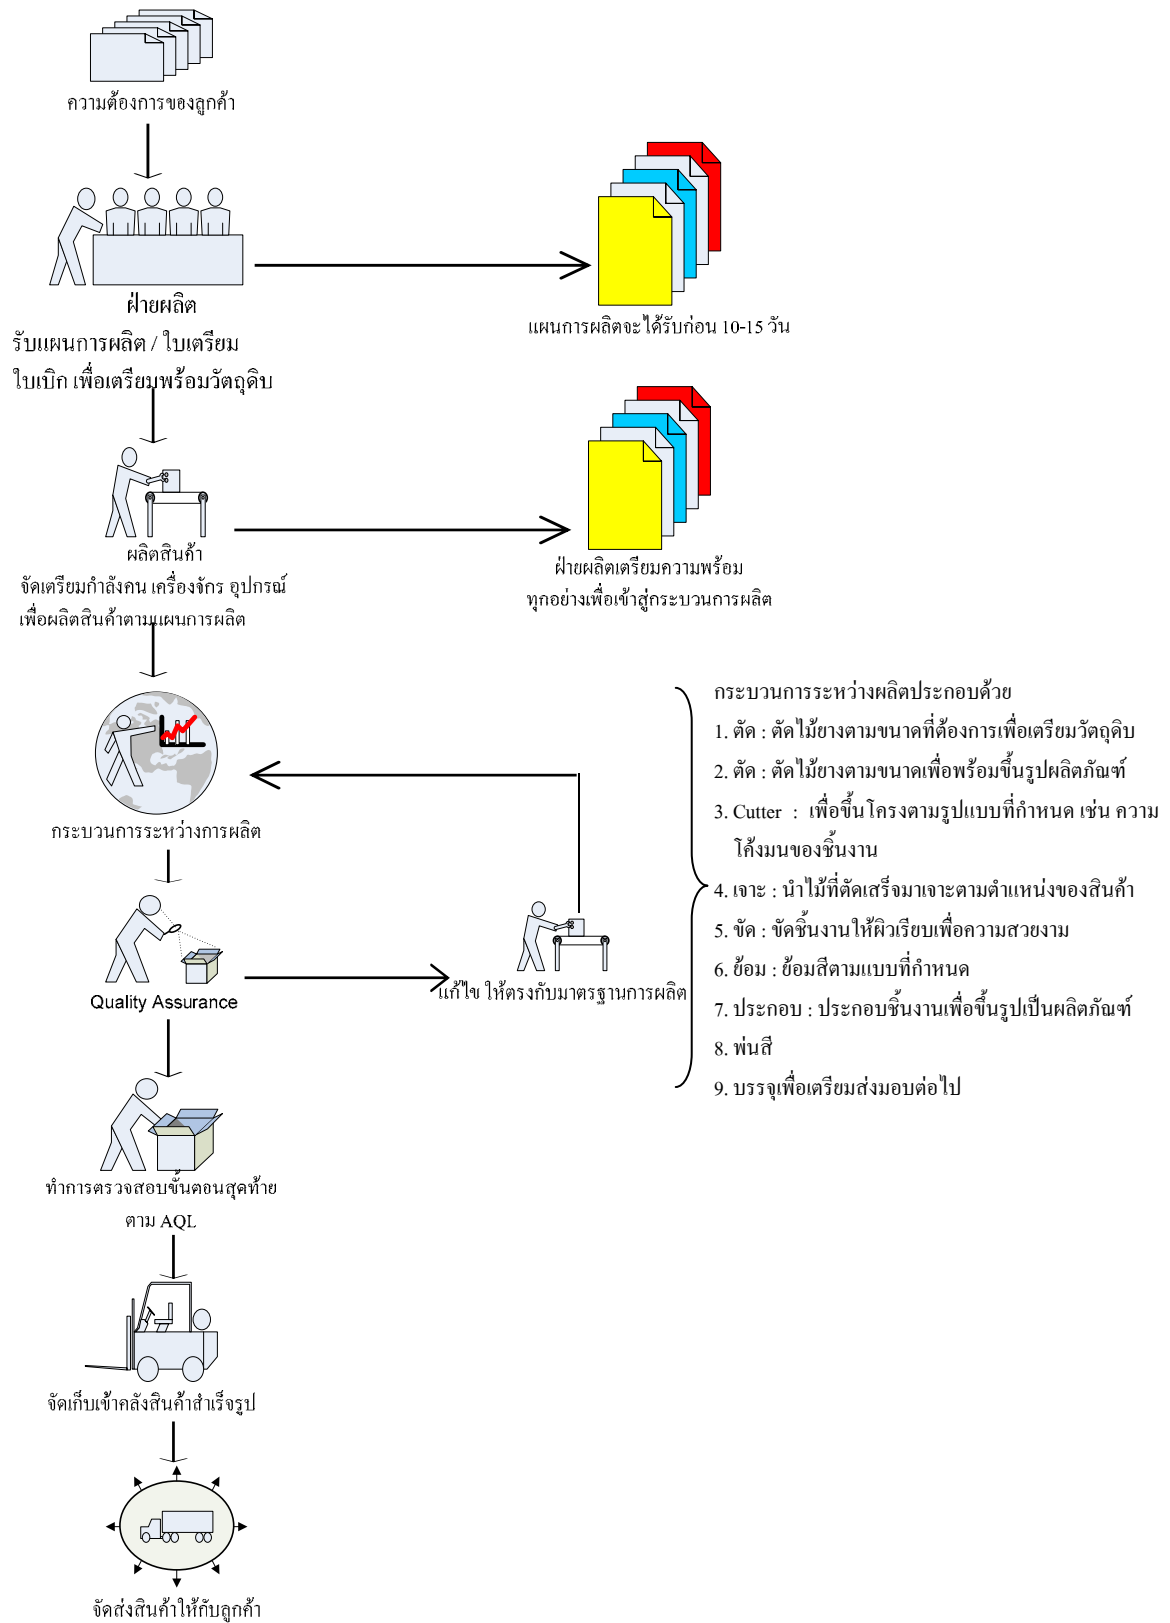 ความต้องการของลูกค้า
ฝ่ายผลิต
รับแผนการผลิต / ใบเตรียม
ใบเบิก เพื่อเตรียมพร้อมวัตถุดิบ
แผนการผลิตจะได้รับก่อน 10-15 วัน
ผลิตสินค้า
จัดเตรียมกำลังคน เครื่องจักร อุปกรณ์
เพื่อผลิตสินค้าตามแผนการผลิต
ฝ่ายผลิตเตรียมความพร้อม
ทุกอย่างเพื่อเข้าสู่กระบวนการผลิต
กระบวนการระหว่างการผลิต
Quality Assurance
แก้ไข ให้ตรงกับมาตรฐานการผลิต
กระบวนการระหว่างผลิตประกอบด้วย
1. ตัด : ตัดไม้ยางตามขนาดที่ต้องการเพื่อเตรียมวัตถุดิบ
2. ตัด : ตัดไม้ยางตามขนาดเพื่อพร้อมขึ้นรูปผลิตภัณฑ์
3. Cutter : เพื่อขึ้นโครงตามรูปแบบที่กำหนด เช่น ความ
โค้งมนของชิ้นงาน
4. เจาะ : นำไม้ที่ตัดเสร็จมาเจาะตามตำแหน่งของสินค้า
5. ขัด : ขัดชิ้นงานให้ผิวเรียบเพื่อความสวยงาม
6. ย้อม : ย้อมสีตามแบบที่กำหนด
7. ประกอบ : ประกอบชิ้นงานเพื่อขึ้นรูปเป็นผลิตภัณฑ์
8. พ่นสี
9. บรรจุเพื่อเตรียมส่งมอบต่อไป
ทำการตรวจสอบขั้นตอนสุดท้าย
ตาม AQL
จัดเก็บเข้าคลังสินค้าสำเร็จรูป
จัดส่งสินค้าให้กับลูกค้า